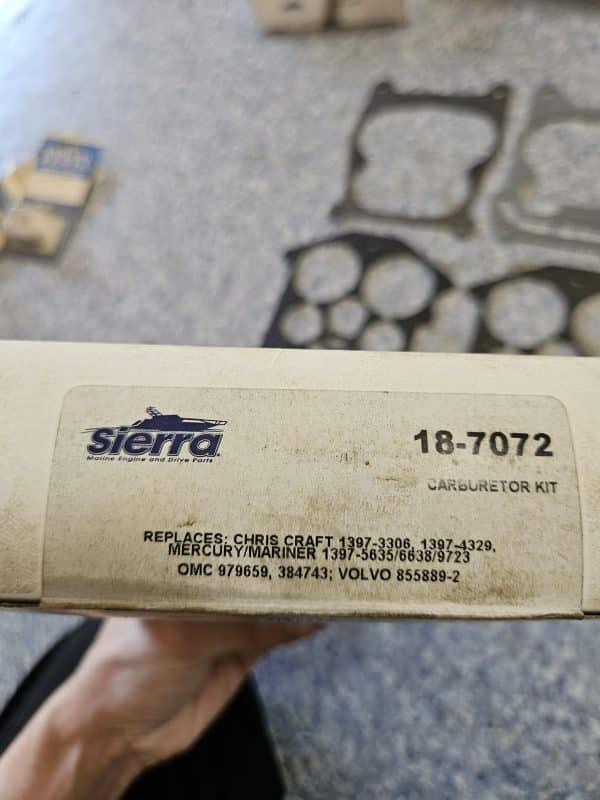 Sierra
Marine Engine and Drive Parts
18-7072
CARBURETOR KIT
REPLACES: CHRIS CRAFT 1397-3306, 1397-4329,
MERCURY/MARINER 1397-5635/6638/9723
OMC 979659, 384743; VOLVO 855889-2